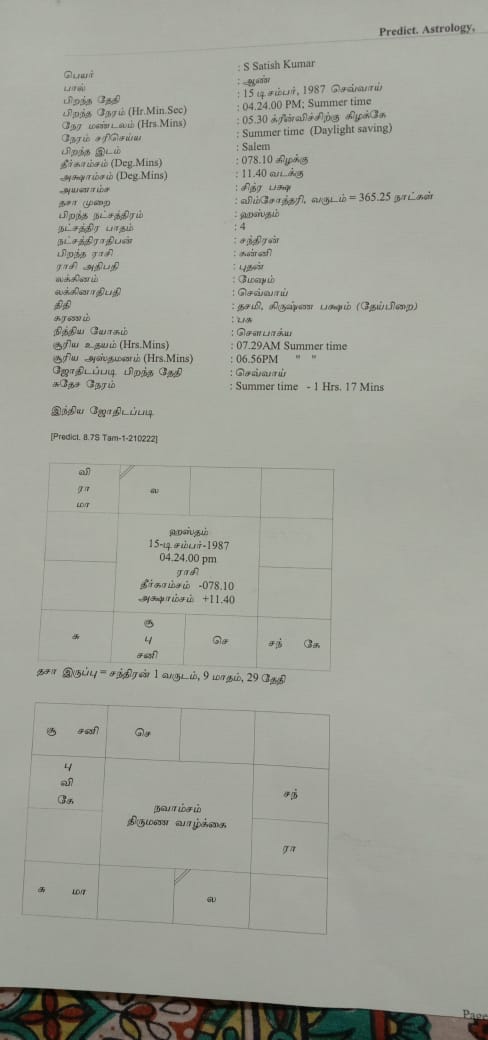 Predict. Astrology,
பெயர் : S Satish Kumar
பால் : ஆண்
பிறந்த தேதி : 15 டிசம்பர், 1987 செவ்வாய்
பிறந்த நேரம் (Hr.Min.Sec) : 04.24.00 PM; Summer time
நேர மண்டலம் (Hrs.Mins) : 05.30 க்ரீன்விச்சிற்கு கிழக்கே
நேரம் சரிசெய்ய : Summer time (Daylight saving)
பிறந்த இடம் : Salem
தீர்காம்சம் (Deg.Mins) : 078.10 கிழக்கு
அக்ஷாம்சம் (Deg.Mins) : 11.40 வடக்கு
அயனாம்ச : சித்ர பக்ஷ
தசா முறை : விம்சோத்தரி, வருடம் = 365.25 நாட்கள்
பிறந்த நட்சத்திரம் : ஹஸ்தம்
நட்சத்திர பாதம் : 4
நட்சத்திராதிபன் : சந்திரன்
பிறந்த ராசி : கன்னி
ராசி அதிபதி : புதன்
லக்கினம் : மேஷம்
லக்கினாதிபதி : செவ்வாய்
திதி : தசமி, கிருஷ்ண பக்ஷம் (தேய்பிறை)
கரணம் : பக
நித்திய யோகம் : சௌபாக்ய
சூரிய உதயம் (Hrs.Mins) : 07.29AM Summer time
சூரிய அஸ்தமனம் (Hrs.Mins) : 06.56PM " "
ஜோதிடப்படி பிறந்த தேதி : செவ்வாய்
சுதேச நேரம் : Summer time - 1 Hrs. 17 Mins
இந்திய ஜோதிடப்படி
[Predict. 8.7S Tam-1-210222]
வி
ரா
மா
ல
ஹஸ்தம்
15-டிசம்பர்-1987
04.24.00 pm
ராசி
தீர்காம்சம் -078.10
அக்ஷாம்சம் +11.40
சு
சூ
பு
சனி
செ
சந் கே
தசா இருப்பு = சந்திரன் 1 வருடம், 9 மாதம், 29 தேதி
சூ சனி
செ
பு
வி
கே
நவாம்சம்
திருமண வாழ்க்கை
சந்
ரா
சு மா
ல
Page